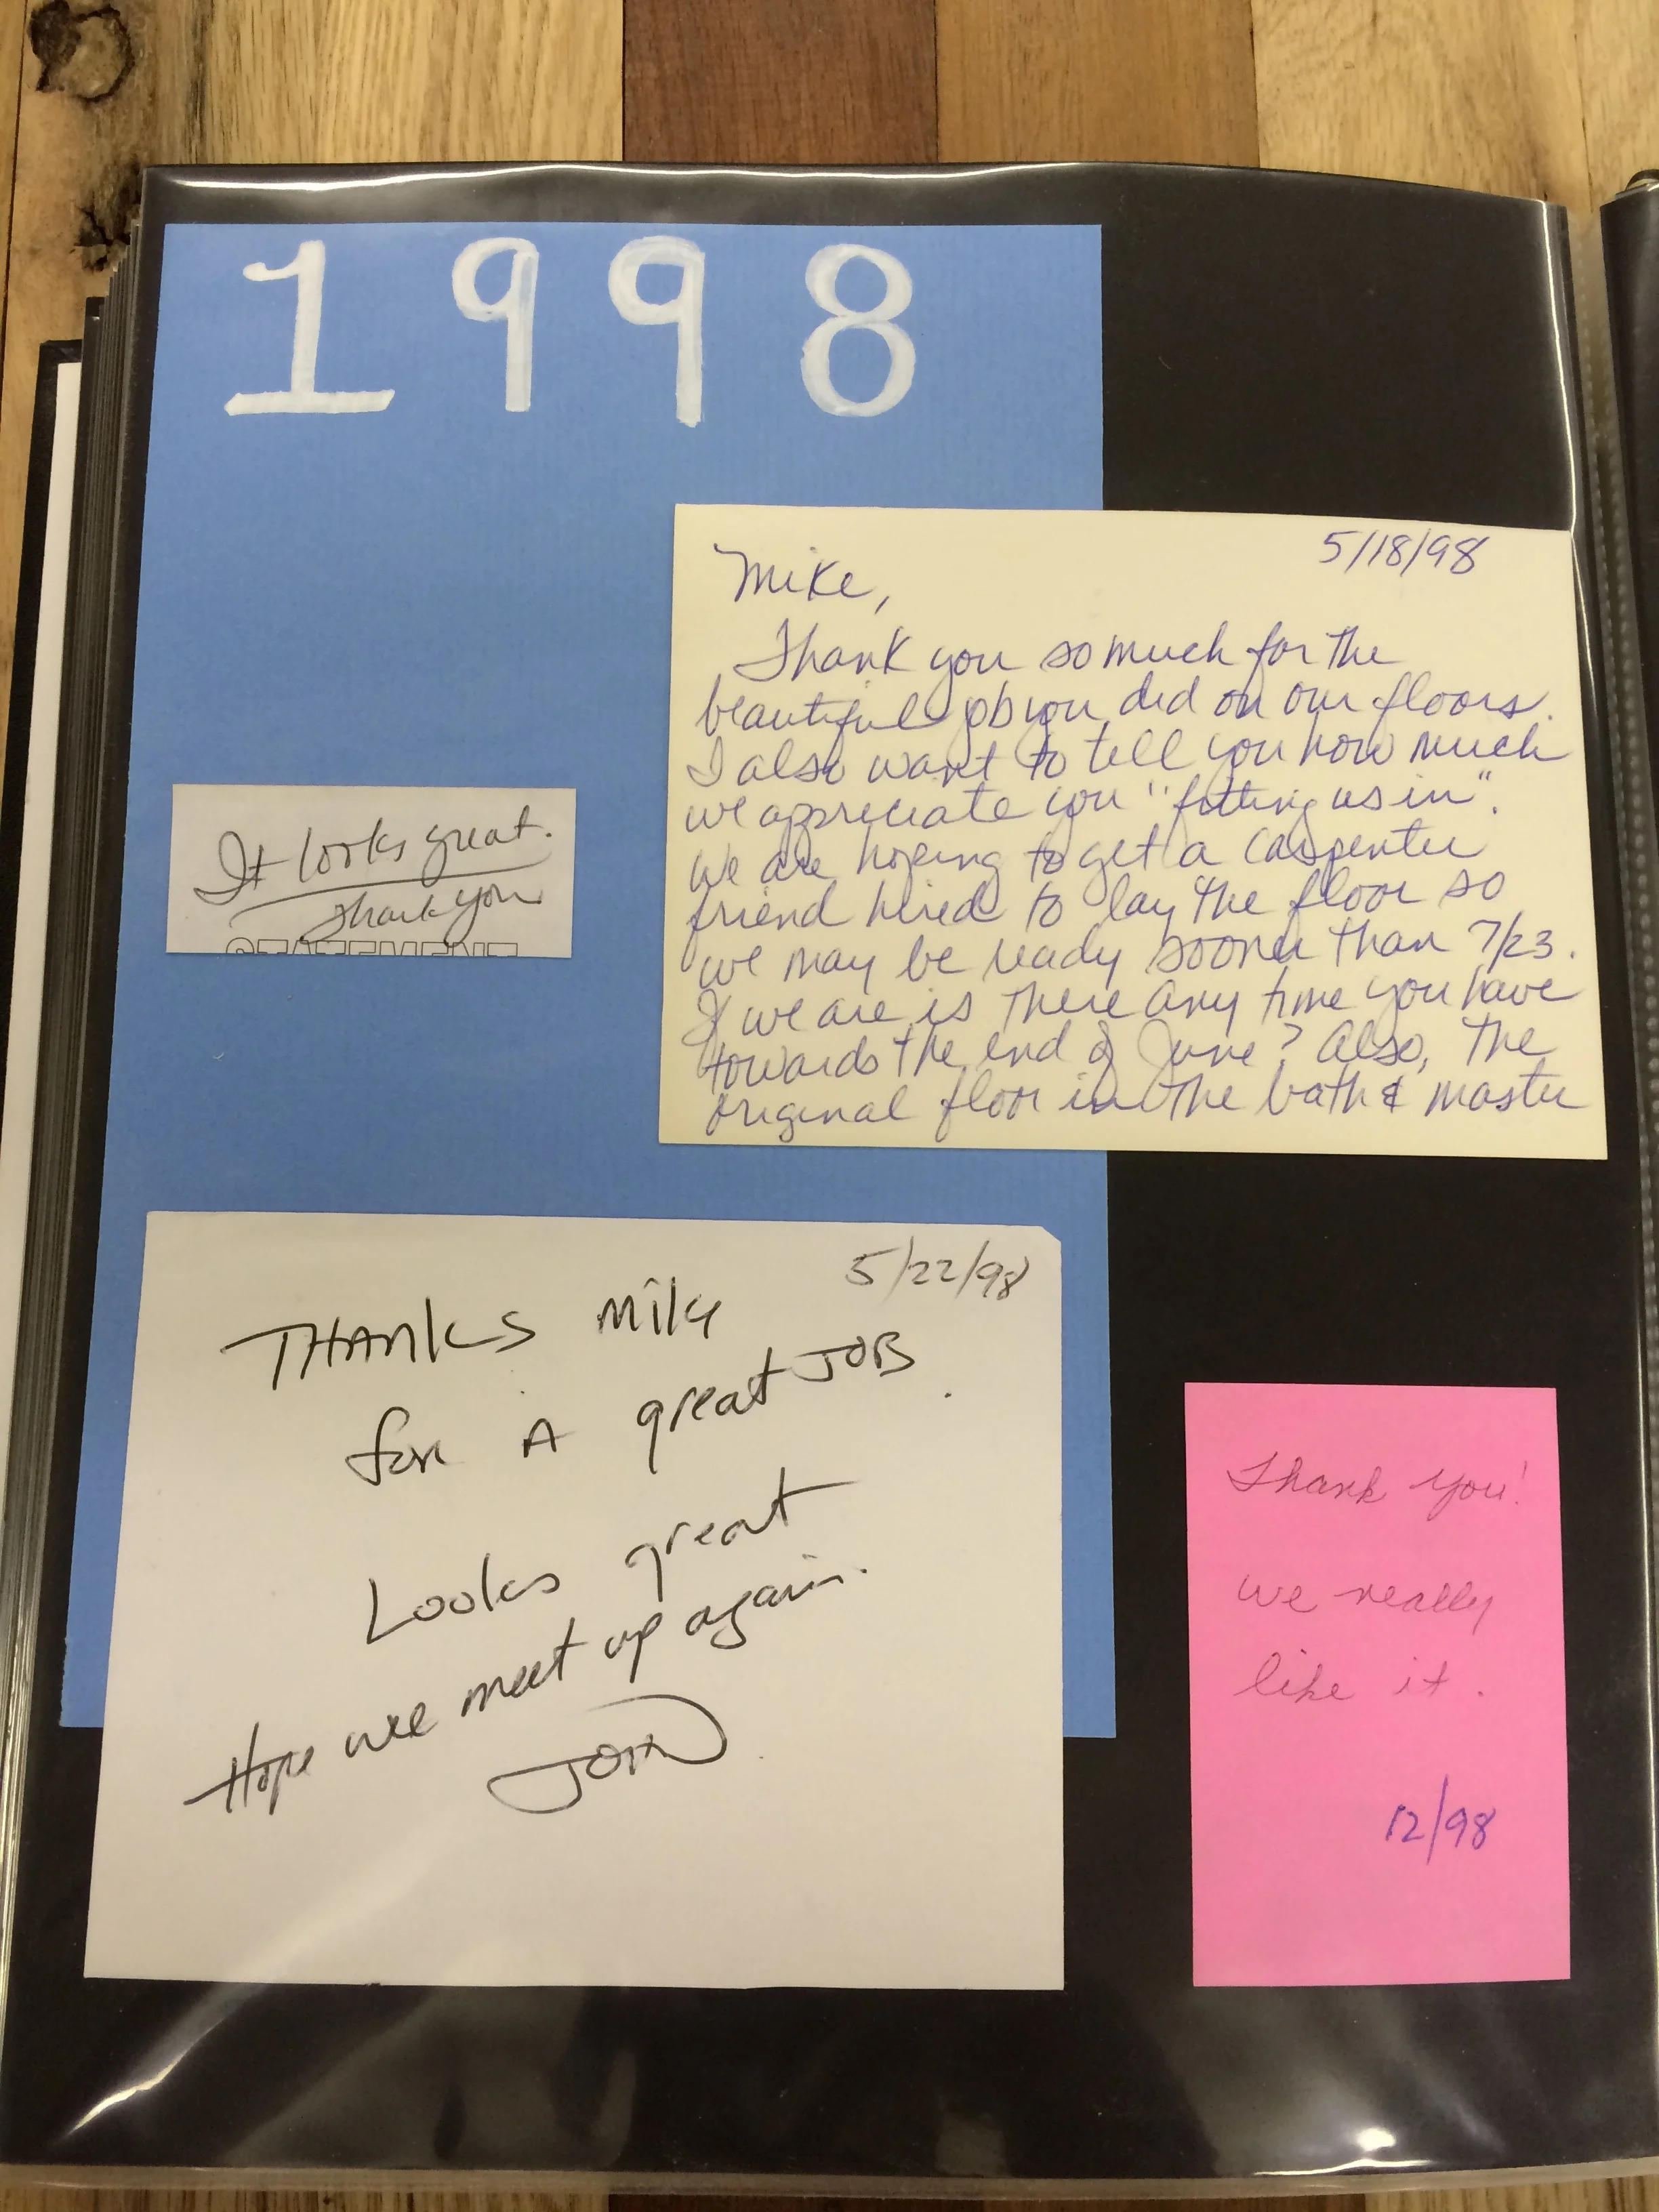 1998
5/18/98
Mike,
Thank you so much for the
beautiful job you did on our floors.
I also want to tell you how much
we appreciate you "fitting us in".
We are hoping to get a carpenter
friend hired to lay the floor so
we may be ready sooner than 7/23.
If we are is there any time you have
towards the end of June? Also, the
original floor in the bath & master
It looks great.
Thank you
STATEMENT
5/22/98
THANKS Mike
for A great JOB.
Looks great
Hope we meet up again.
Thank you!
we really
like it.
12/98